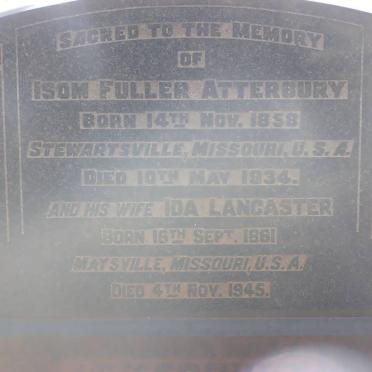 SACRED TO THE MEMORY
OF
ISOM FULLER ATTERBURY
BORN 14TH NOV. 1858
STEWARTSVILLE, MISSOURI, U.S.A.
DIED 10TH MAY 1934.
AND HIS WIFE IDA LANCASTER
BORN 16TH SEPT. 1861
MAYSVILLE, MISSOURI, U.S.A.
DIED 4TH NOV. 1945.